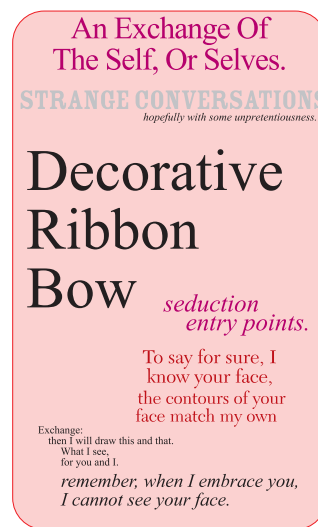 An Exchange Of
The Self, Or Selves.
STRANGE CONVERSATIONS
hopefully with some unpretentiousness.
Decorative
Ribbon
Bow
seduction
entry points.
To say for sure, I
know your face,
the contours of your
face match my own
Exchange:
then I will draw this and that.
What I see,
for you and I.
remember, when I embrace you,
I cannot see your face.